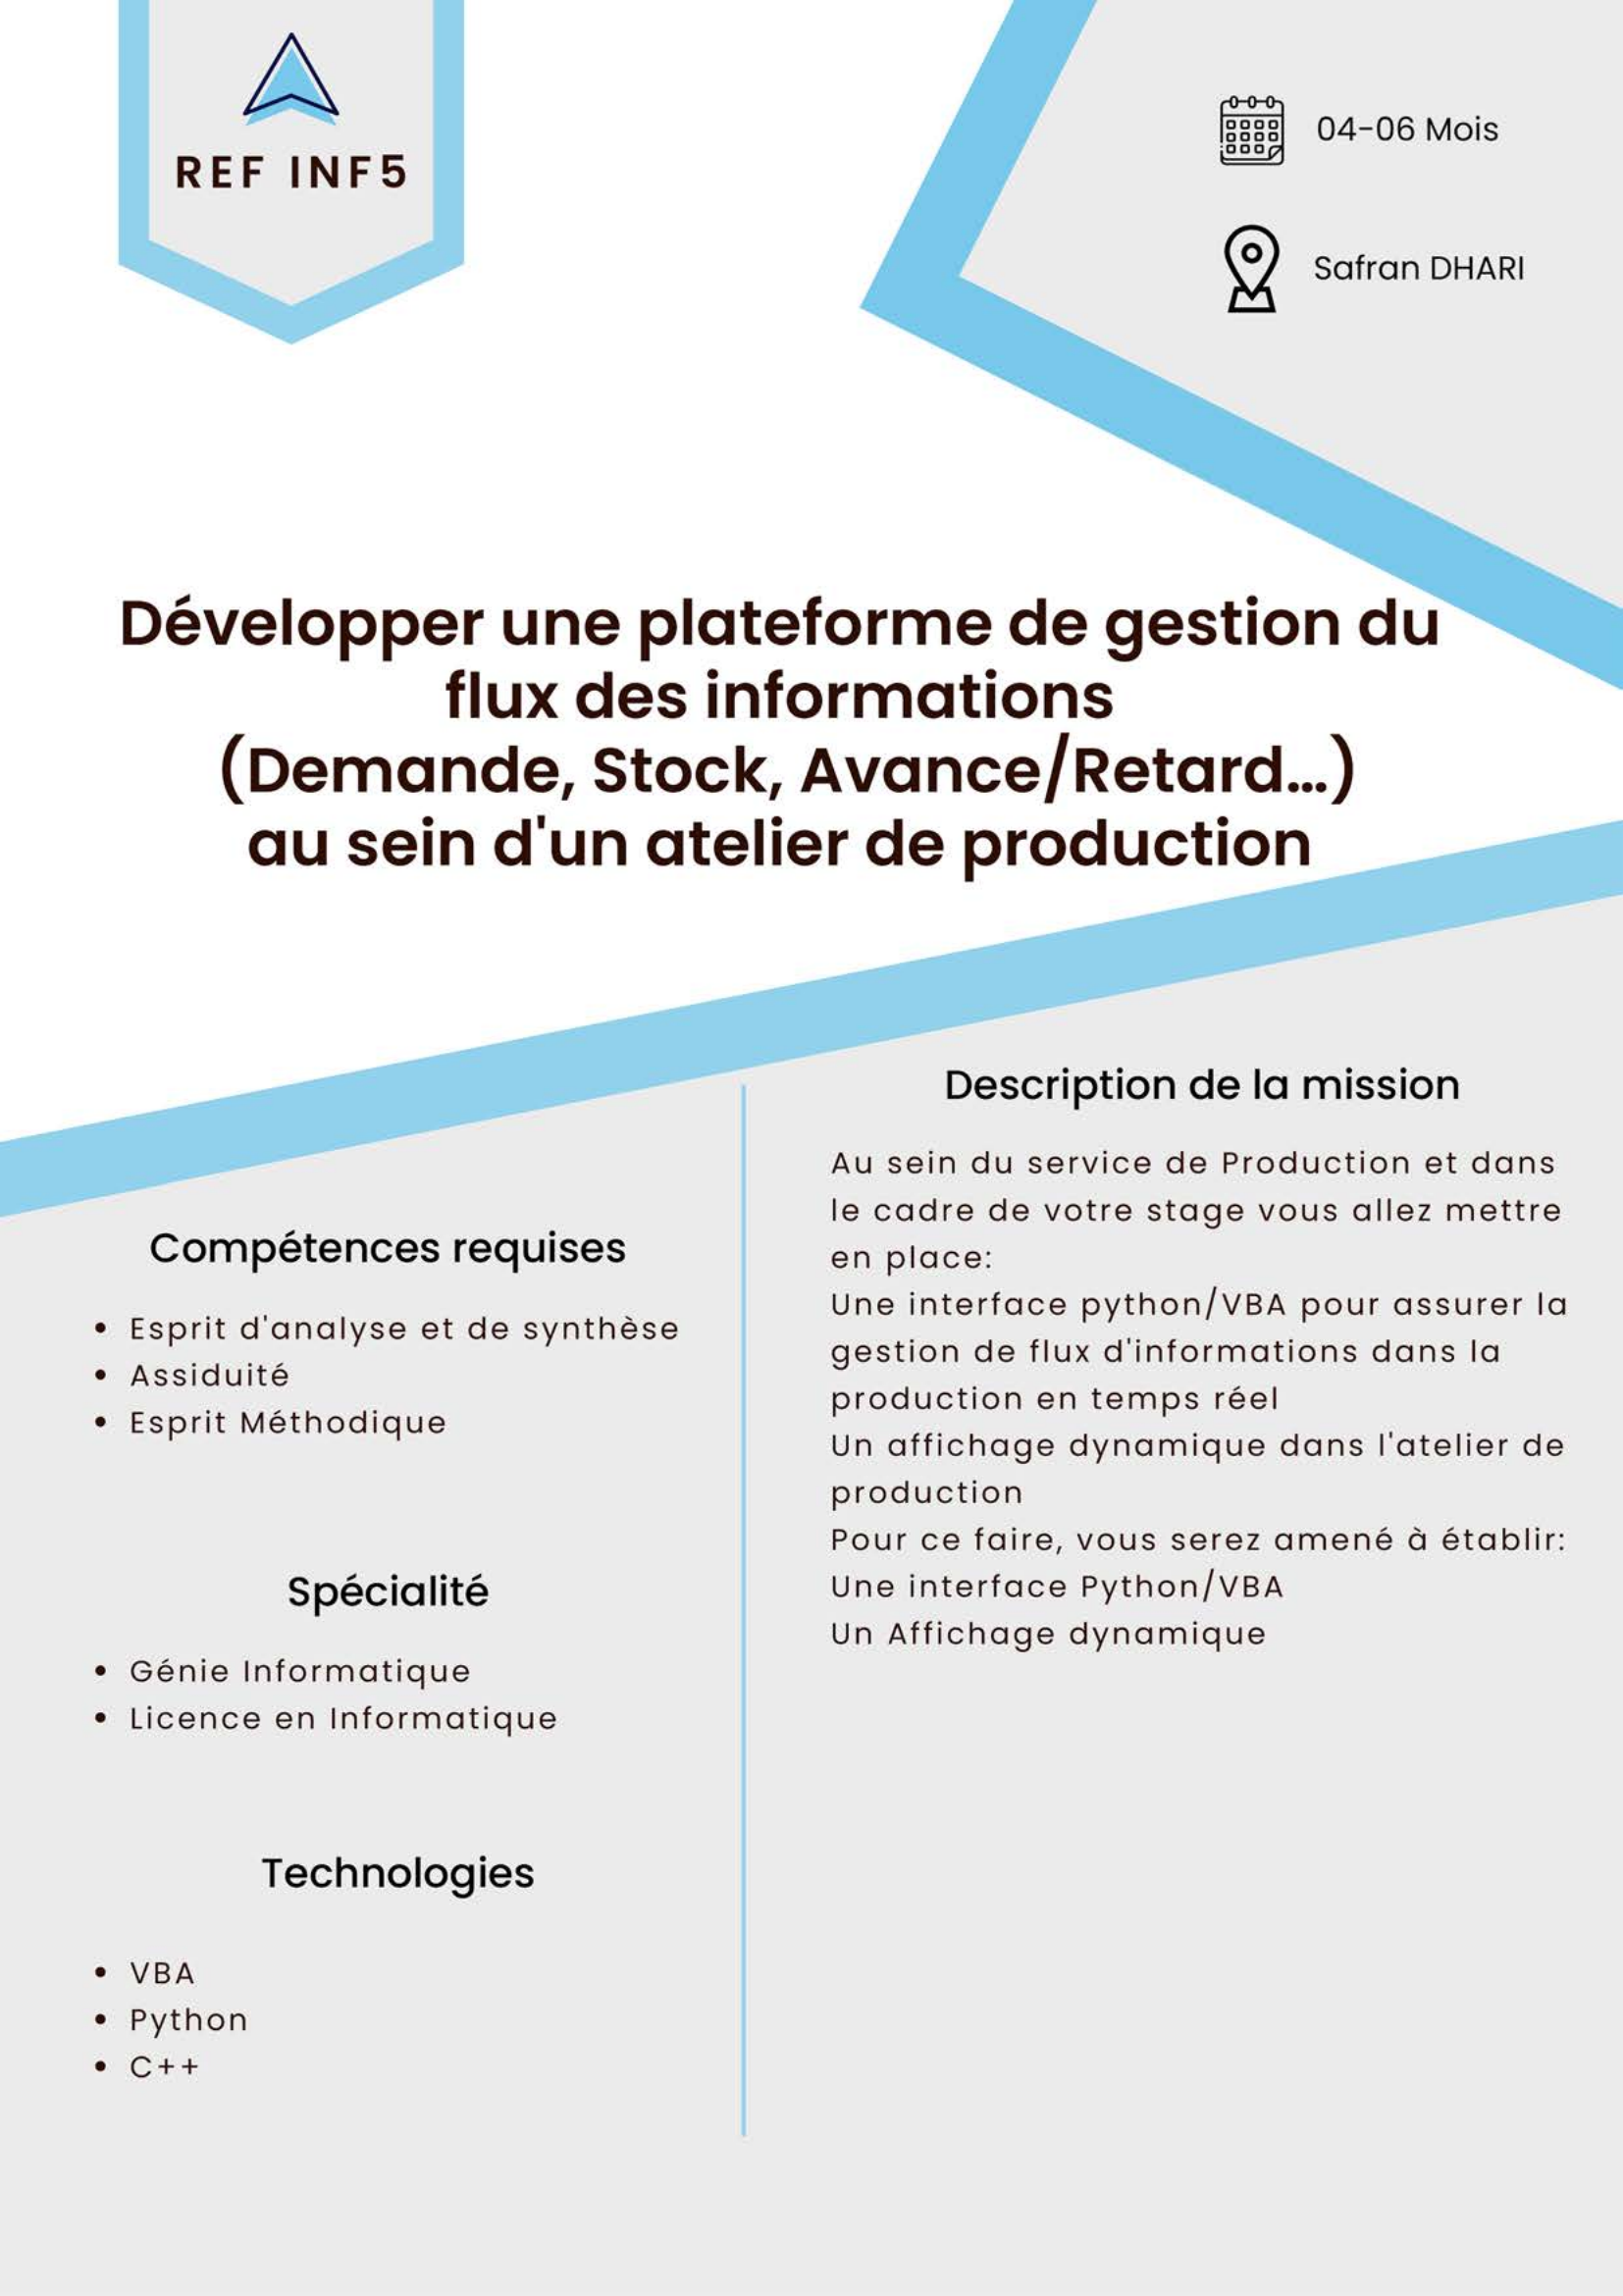 REF INF5
04-06 Mois
Safran DHARI
Développer une plateforme de gestion du
flux des informations
(Demande, Stock, Avance/Retard...)
au sein d'un atelier de production
Compétences requises
• Esprit d'analyse et de synthèse
• Assiduité
• Esprit Méthodique
Spécialité
• Génie Informatique
• Licence en Informatique
Technologies
• VBA
• Python
• C++
Description de la mission
Au sein du service de Production et dans
le cadre de votre stage vous allez mettre
en place:
Une interface python/VBA pour assurer la
gestion de flux d'informations dans la
production en temps réel
Un affichage dynamique dans l'atelier de
production
Pour ce faire, vous serez amené à établir:
Une interface Python/VBA
Un Affichage dynamique